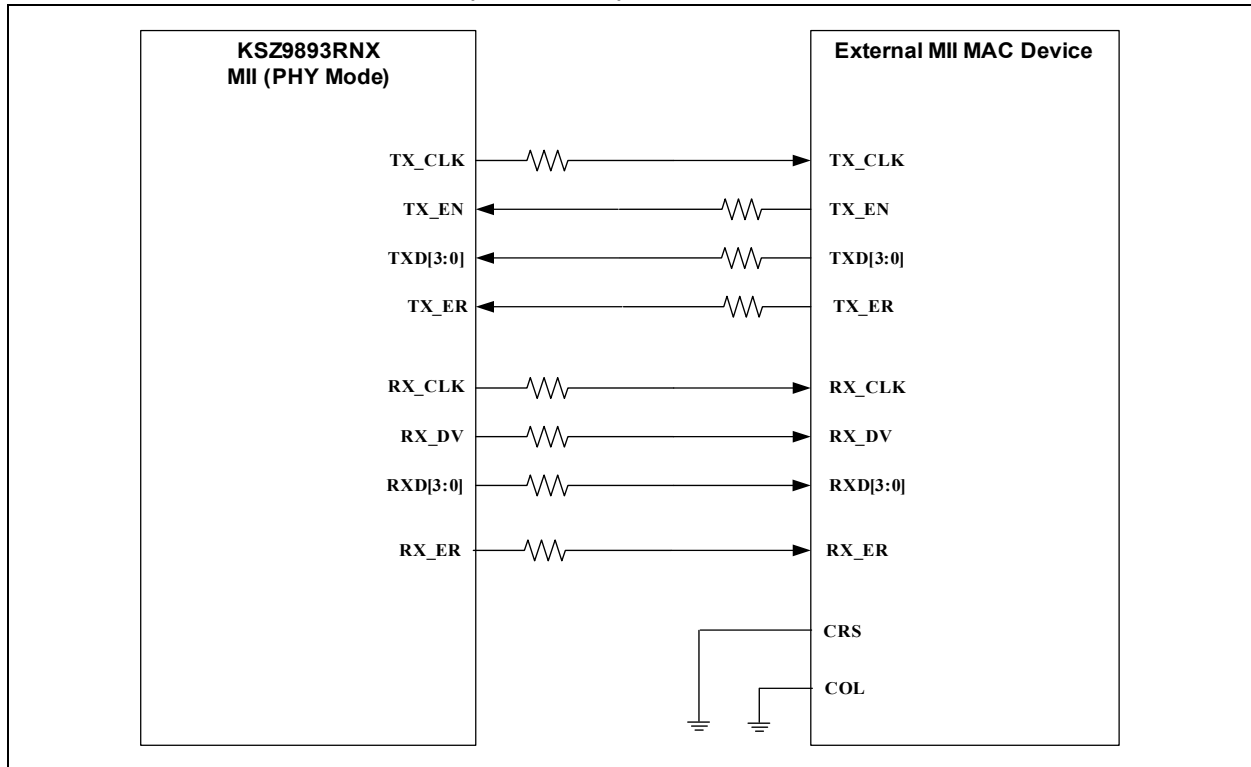 KSZ9893RNX External MII MAC Device
MII (PHY Mode)
TX_CLK TX_CLK
TX_EN TX_EN
TXD[3:0] TXD[3:0]
TX_ER TX_ER
RX_CLK RX_CLK
RX_DV RX_DV
RXD[3:0] RXD[3:0]
RX_ER RX_ER
CRS
COL